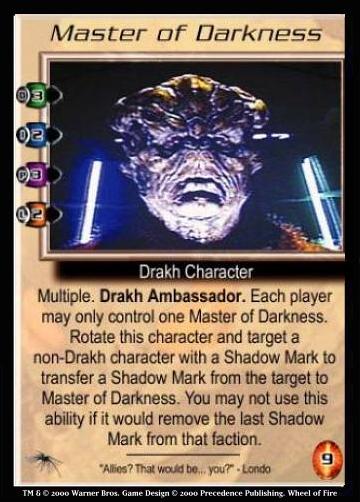 Master of Darkness
D 3
I 2
P 3
L 2
Drakh Character
Multiple. Drakh Ambassador. Each player
may only control one Master of Darkness.
Rotate this character and target a
non-Drakh character with a Shadow Mark to
transfer a Shadow Mark from the target to
Master of Darkness. You may not use this
ability if it would remove the last Shadow
Mark from that faction.
"Allies? That would be... you?" - Londo
9
TM & © 2000 Warner Bros. Game Design © 2000 Precedence Publishing. Wheel of Fire